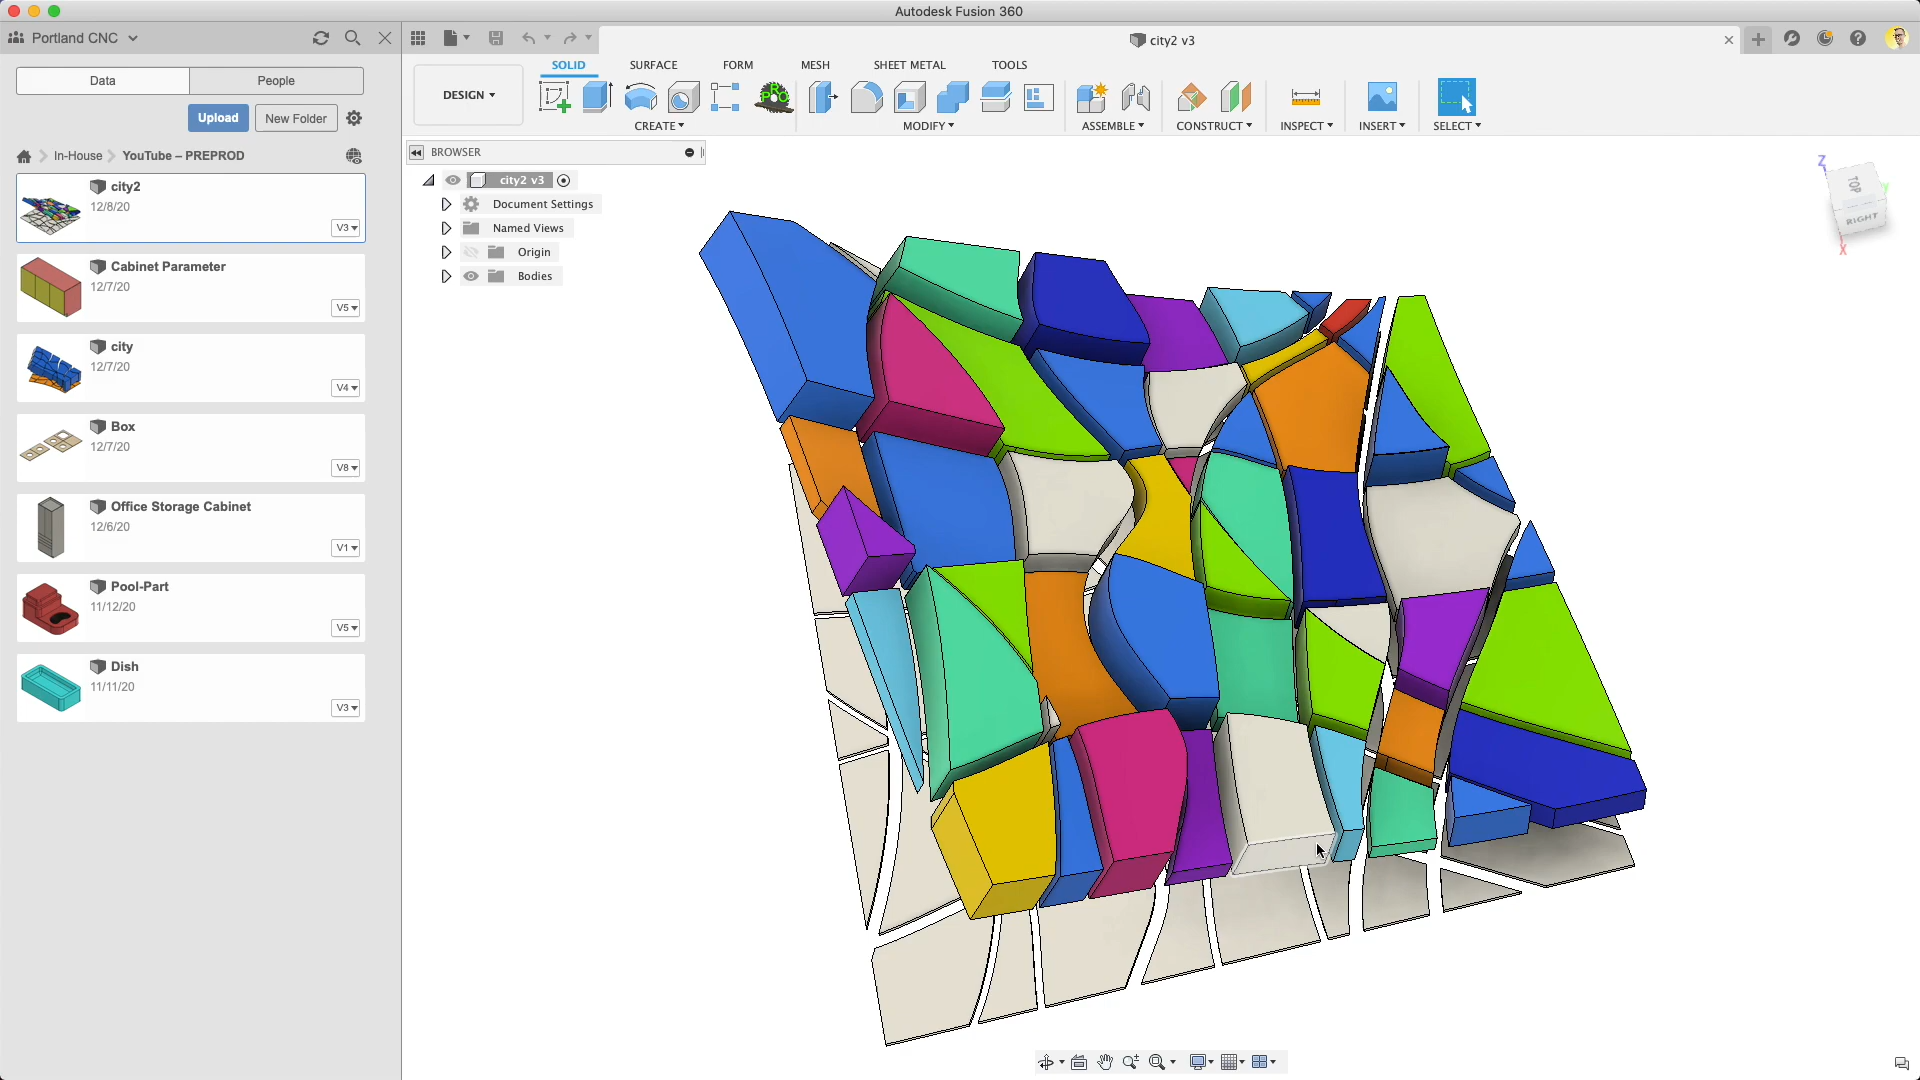 Autodesk Fusion 360
Portland CNC
city2 v3
Data
People
Upload
New Folder
In-House
YouTube – PREPROD
city2
12/8/20
V3
Cabinet Parameter
12/7/20
V5
city
12/7/20
V4
Box
12/7/20
V8
Office Storage Cabinet
12/6/20
V1
Pool-Part
11/12/20
V5
Dish
11/11/20
V3
DESIGN
SOLID
SURFACE
FORM
MESH
SHEET METAL
TOOLS
PRO
CREATE
MODIFY
ASSEMBLE
CONSTRUCT
INSPECT
INSERT
SELECT
BROWSER
city2 v3
Document Settings
Named Views
Origin
Bodies
Z
TOP
Y
RIGHT
X